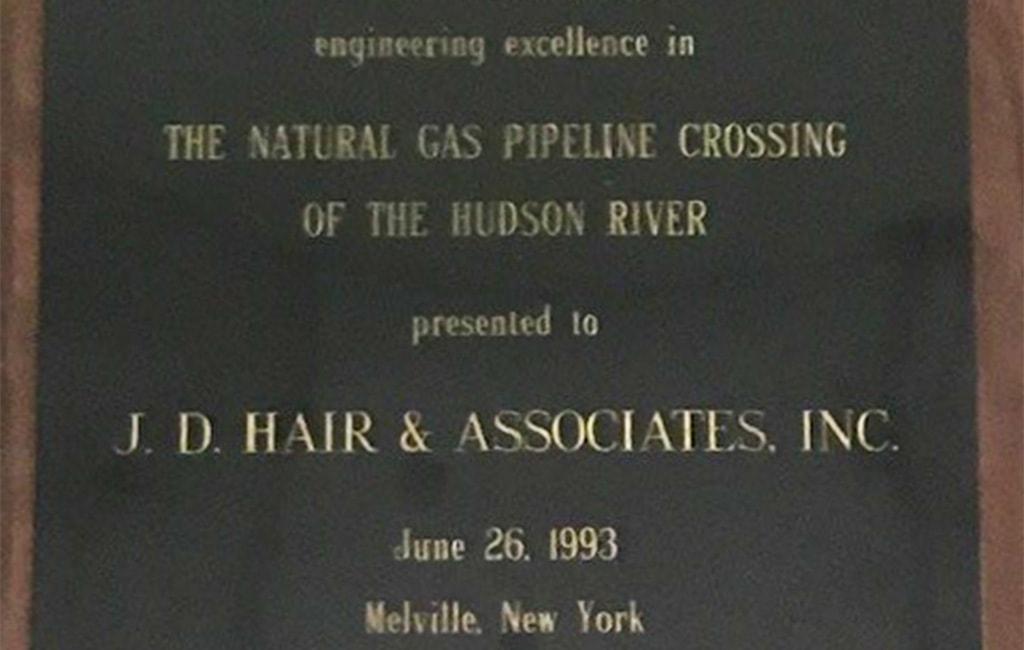 engineering excellence in
THE NATURAL GAS PIPELINE CROSSING
OF THE HUDSON RIVER
presented to
J. D. HAIR & ASSOCIATES, INC.
June 26, 1993
Melville, New York